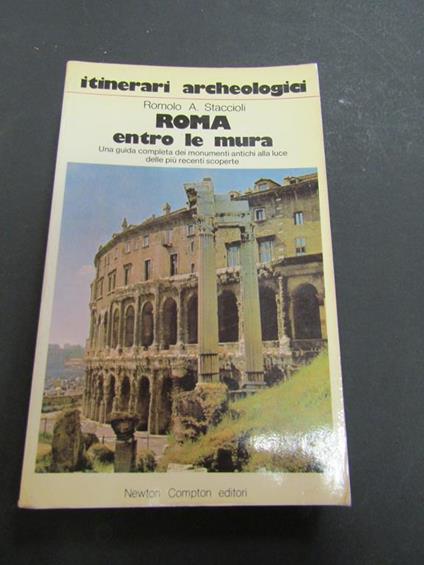 itinerari archeologici
Romolo A. Staccioli
ROMA
entro le mura
Una guida completa dei monumenti antichi alla luce
delle più recenti scoperte
Newton Compton editori